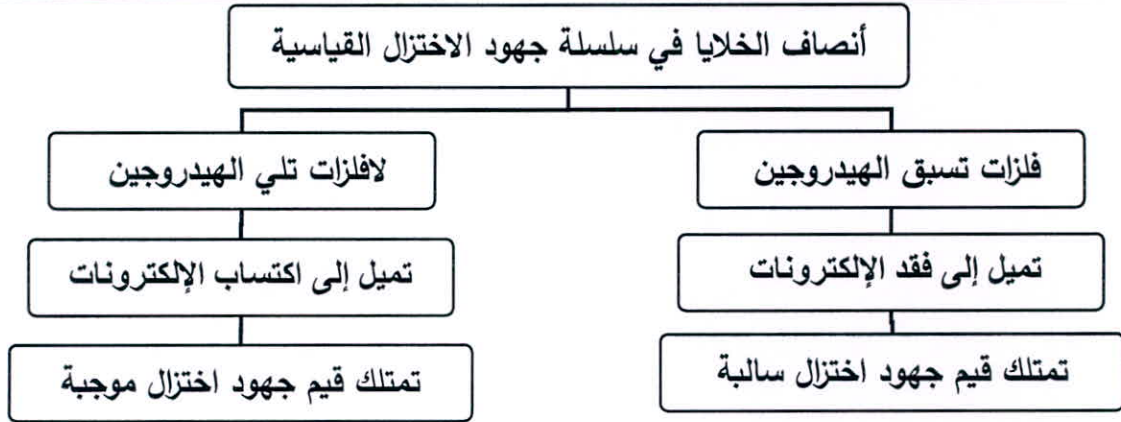 أنصاف الخلايا في سلسلة جهود الاختزال القياسية
فلزات تسبق الهيدروجين
لافلزات تلي الهيدروجين
تميل إلى فقد الإلكترونات
تميل إلى اكتساب الإلكترونات
تمتلك قيم جهود اختزال سالبة
تمتلك قيم جهود اختزال موجبة